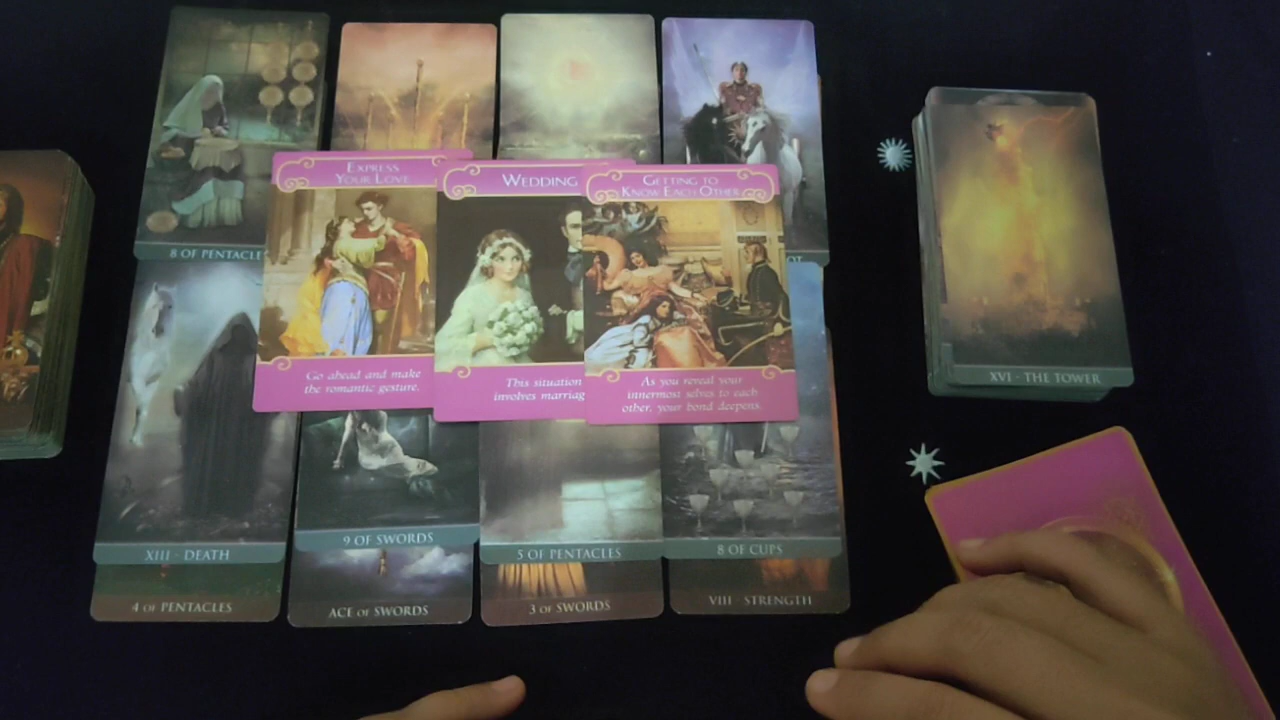 8 OF PENTACLE
EXPRESS
YOUR LOVE
Go ahead and make
the romantic gesture.
WEDDING
This situation
involves marriag
GETTING TO
KNOW EACH OTHER
As you reveal your
innermost selves to each
other, your bond deepens.
OT
XVI · THE TOWER
XIII · DEATH
9 OF SWORDS
5 OF PENTACLES
8 OF CUPS
4 OF PENTACLES
ACE OF SWORDS
3 OF SWORDS
VIII · STRENGTH